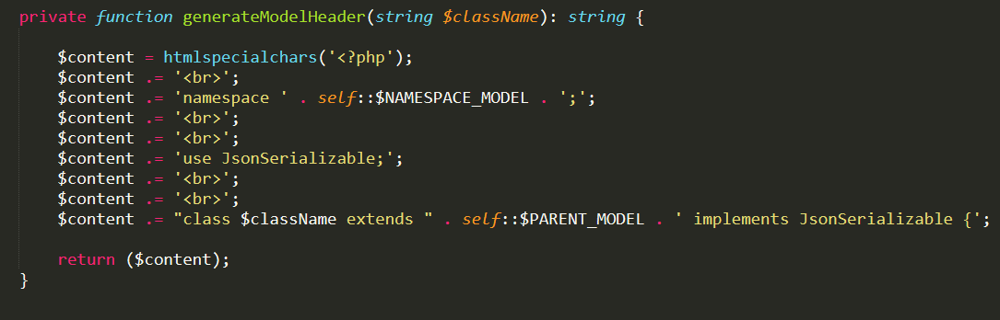 private function generateModelHeader(string $className): string {
$content = htmlspecialchars('<?php');
$content .= '<br>';
$content .= 'namespace ' . self::$NAMESPACE_MODEL . ';';
$content .= '<br>';
$content .= '<br>';
$content .= 'use JsonSerializable;';
$content .= '<br>';
$content .= '<br>';
$content .= "class $className extends " . self::$PARENT_MODEL . ' implements JsonSerializable {';
return ($content);
}